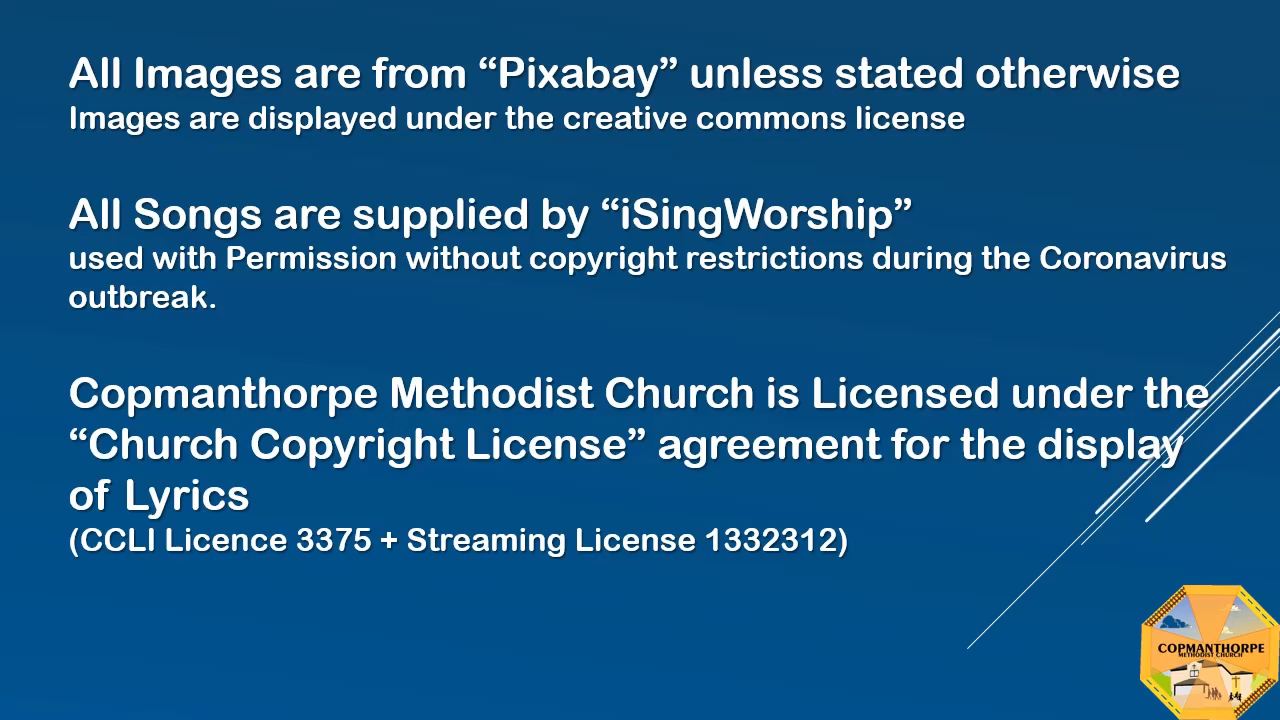 All Images are from “Pixabay” unless stated otherwise
Images are displayed under the creative commons license
All Songs are supplied by “iSingWorship”
used with Permission without copyright restrictions during the Coronavirus
outbreak.
Copmanthorpe Methodist Church is Licensed under the
“Church Copyright License” agreement for the display
of Lyrics
(CCLI Licence 3375 + Streaming License 1332312)
COPMANTHORPE
METHODIST CHURCH